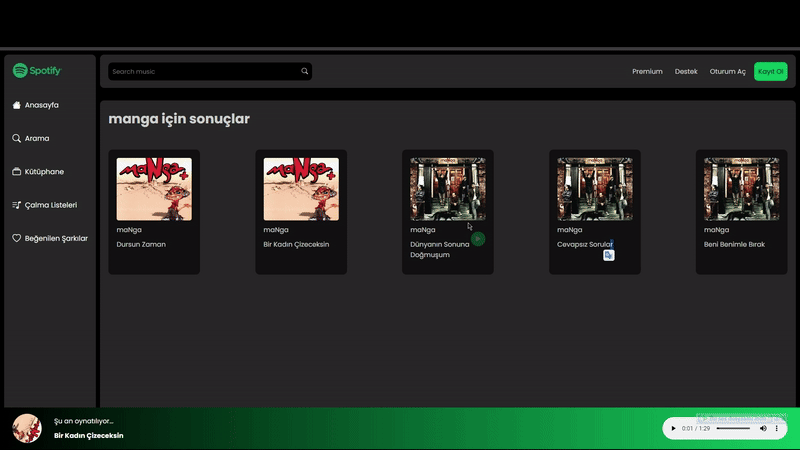 Spotify
Search music
Premium
Destek
Oturum Aç
Kayıt Ol
Anasayfa
Arama
Kütüphane
Çalma Listeleri
Beğenilen Şarkılar
manga için sonuçlar
maNga
Dursun Zaman
maNga
Bir Kadın Çizeceksin
maNga
Dünyanın Sonuna
Doğmuşum
maNga
Cevapsız Sorular
maNga
Beni Benimle Bırak
maNga+
maNga+
Şu an oynatılıyor...
Bir Kadın Çizeceksin
0:01 / 1:29